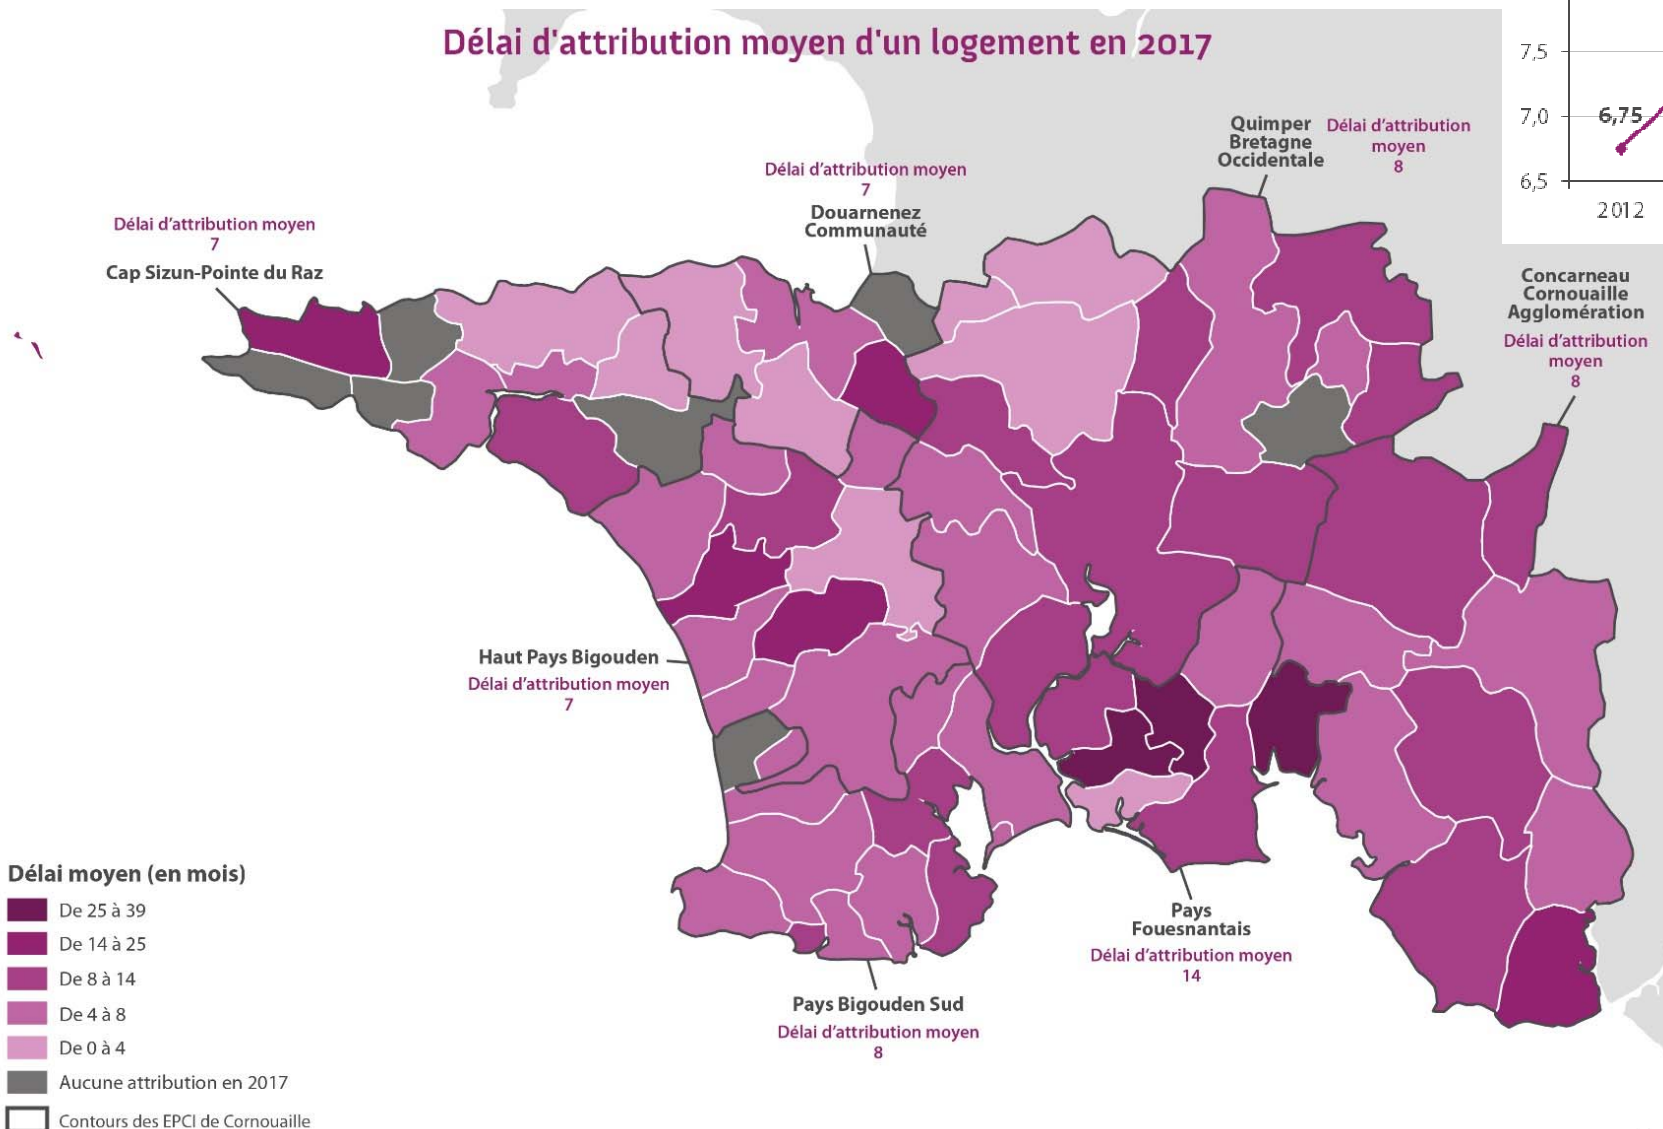 Délai d'attribution moyen d'un logement en 2017
7,5
7,0
6,75
6,5
2012
Quimper
Bretagne
Occidentale
Délai d'attribution
moyen
8
Délai d'attribution moyen
7
Douarnenez
Communauté
Délai d'attribution moyen
7
Cap Sizun-Pointe du Raz
Concarneau
Cornouaille
Agglomération
Délai d'attribution
moyen
8
Haut Pays Bigouden
Délai d'attribution moyen
7
Pays
Fouesnantais
Délai d'attribution moyen
14
Pays Bigouden Sud
Délai d'attribution moyen
8
Délai moyen (en mois)
De 25 à 39
De 14 à 25
De 8 à 14
De 4 à 8
De 0 à 4
Aucune attribution en 2017
Contours des EPCI de Cornouaille